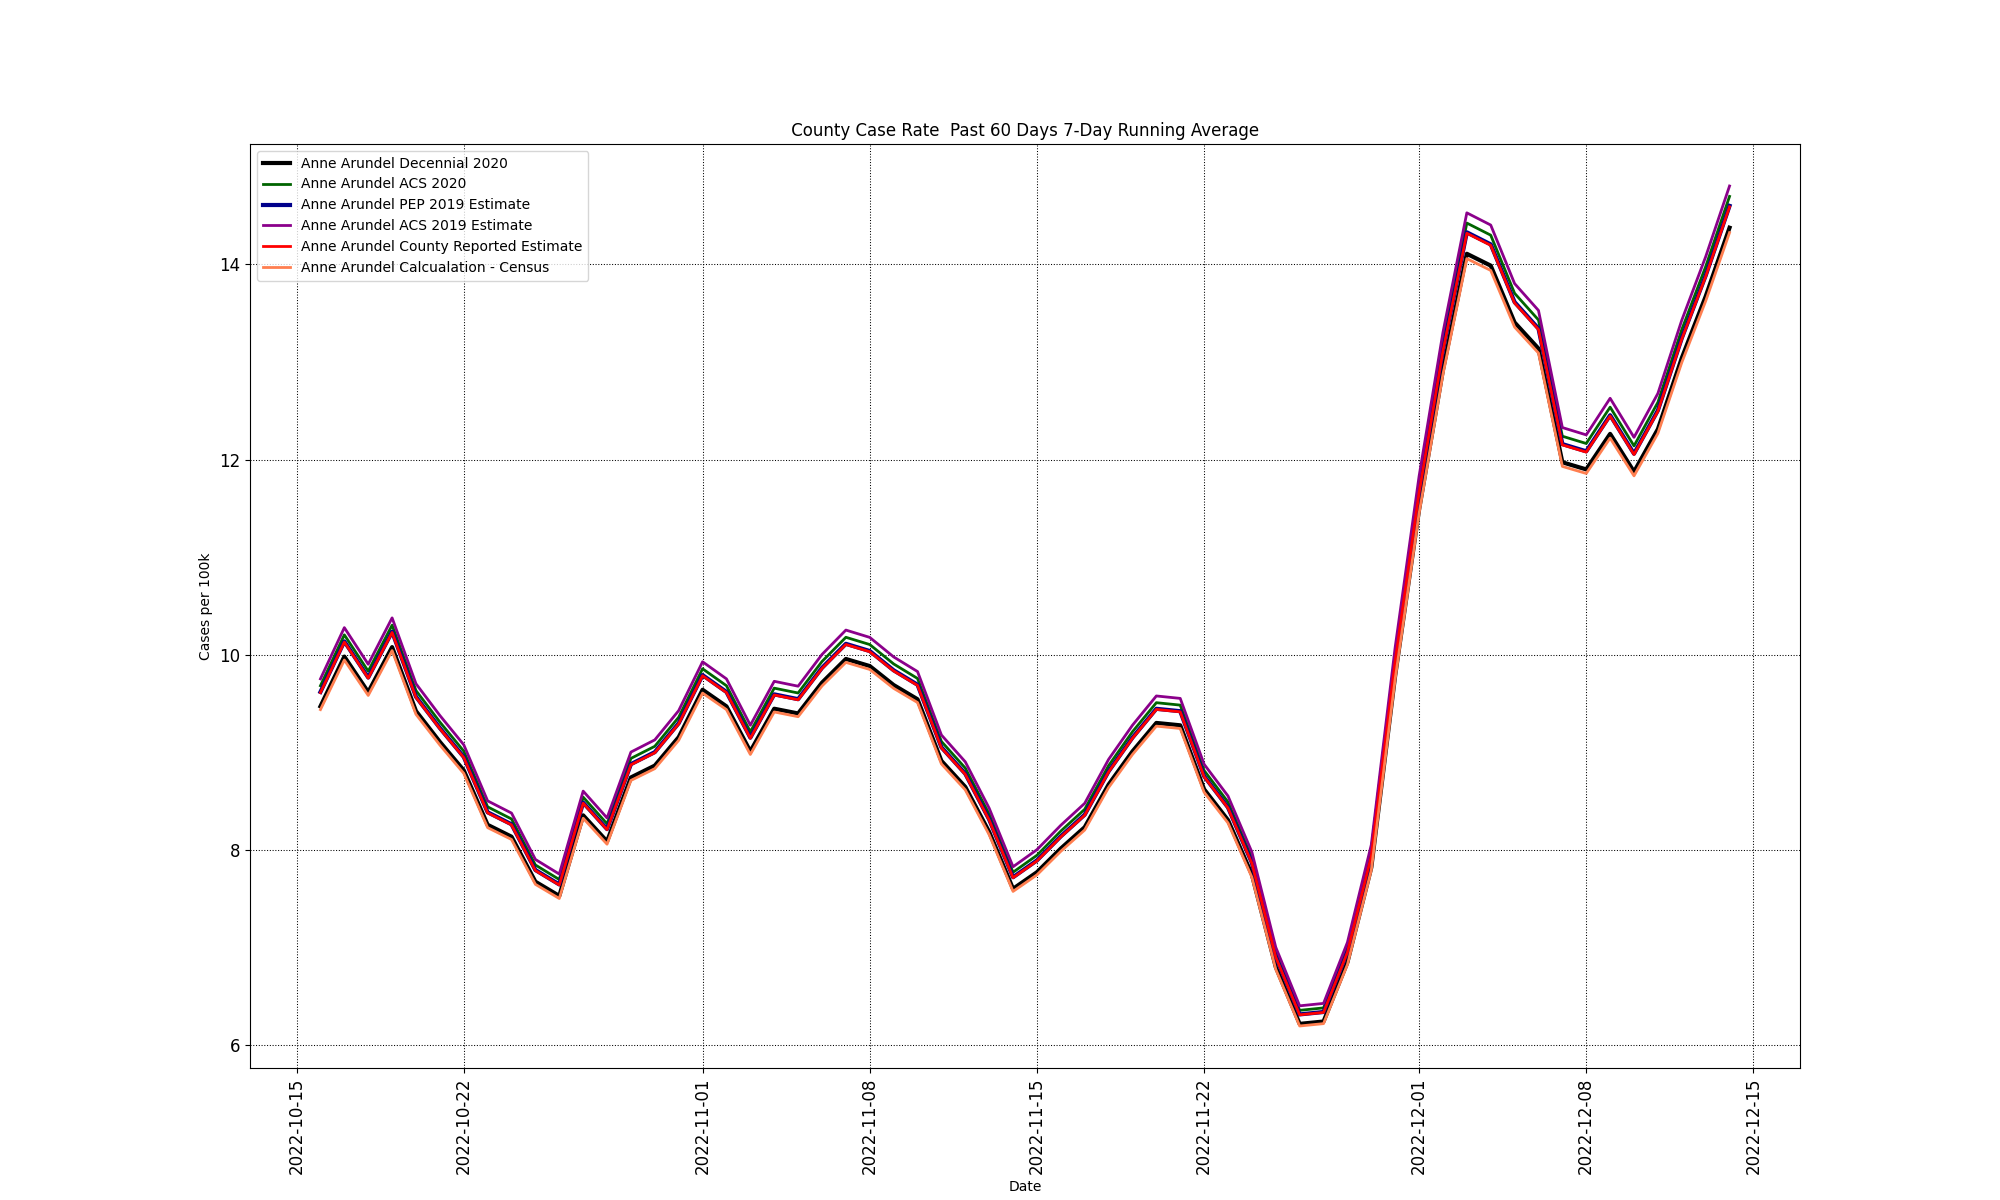 County Case Rate  Past 60 Days 7-Day Running Average
Anne Arundel Decennial 2020
Anne Arundel ACS 2020
Anne Arundel PEP 2019 Estimate
Anne Arundel ACS 2019 Estimate
Anne Arundel County Reported Estimate
Anne Arundel Calcualation - Census
Cases per 100k
14
12
10
8
6
2022-10-15
2022-10-22
2022-11-01
2022-11-08
2022-11-15
2022-11-22
2022-12-01
2022-12-08
2022-12-15
Date